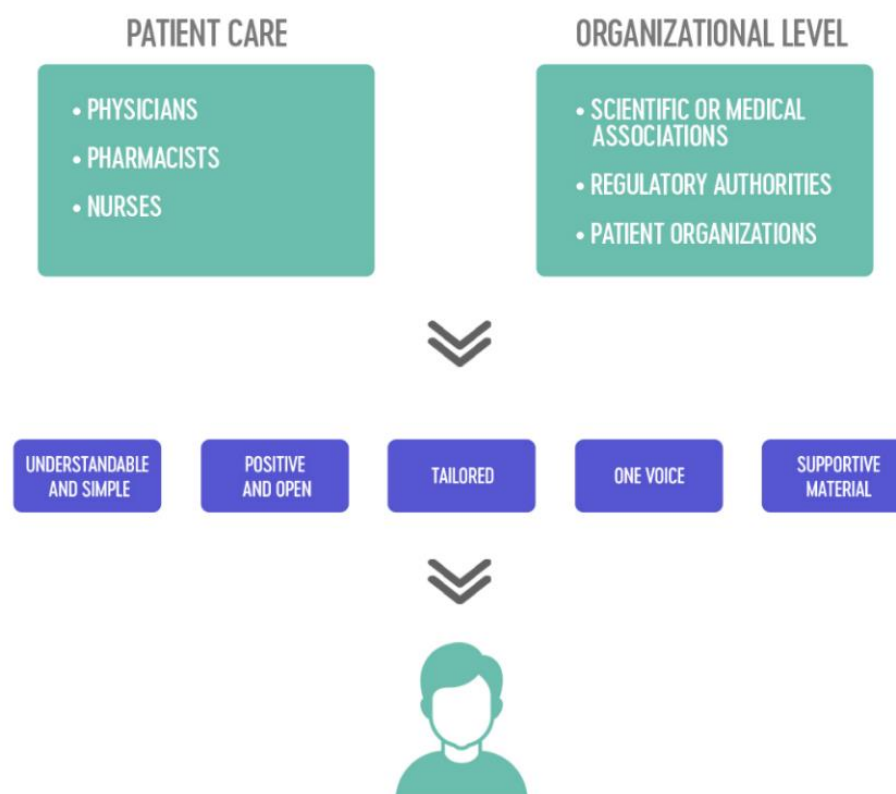 PATIENT CARE
• PHYSICIANS
• PHARMACISTS
• NURSES
ORGANIZATIONAL LEVEL
• SCIENTIFIC OR MEDICAL
ASSOCIATIONS
• REGULATORY AUTHORITIES
• PATIENT ORGANIZATIONS
UNDERSTANDABLE
AND SIMPLE
POSITIVE
AND OPEN
TAILORED
ONE VOICE
SUPPORTIVE
MATERIAL